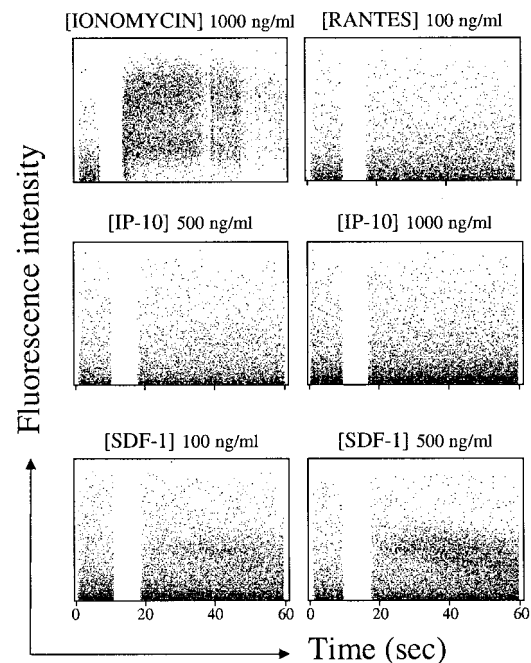 [IONOMYCIN] 1000 ng/ml
[RANTES] 100 ng/ml
[IP-10] 500 ng/ml
[IP-10] 1000 ng/ml
[SDF-1] 100 ng/ml
[SDF-1] 500 ng/ml
Fluorescence intensity
0 20 40 60
0 20 40 60
Time (sec)